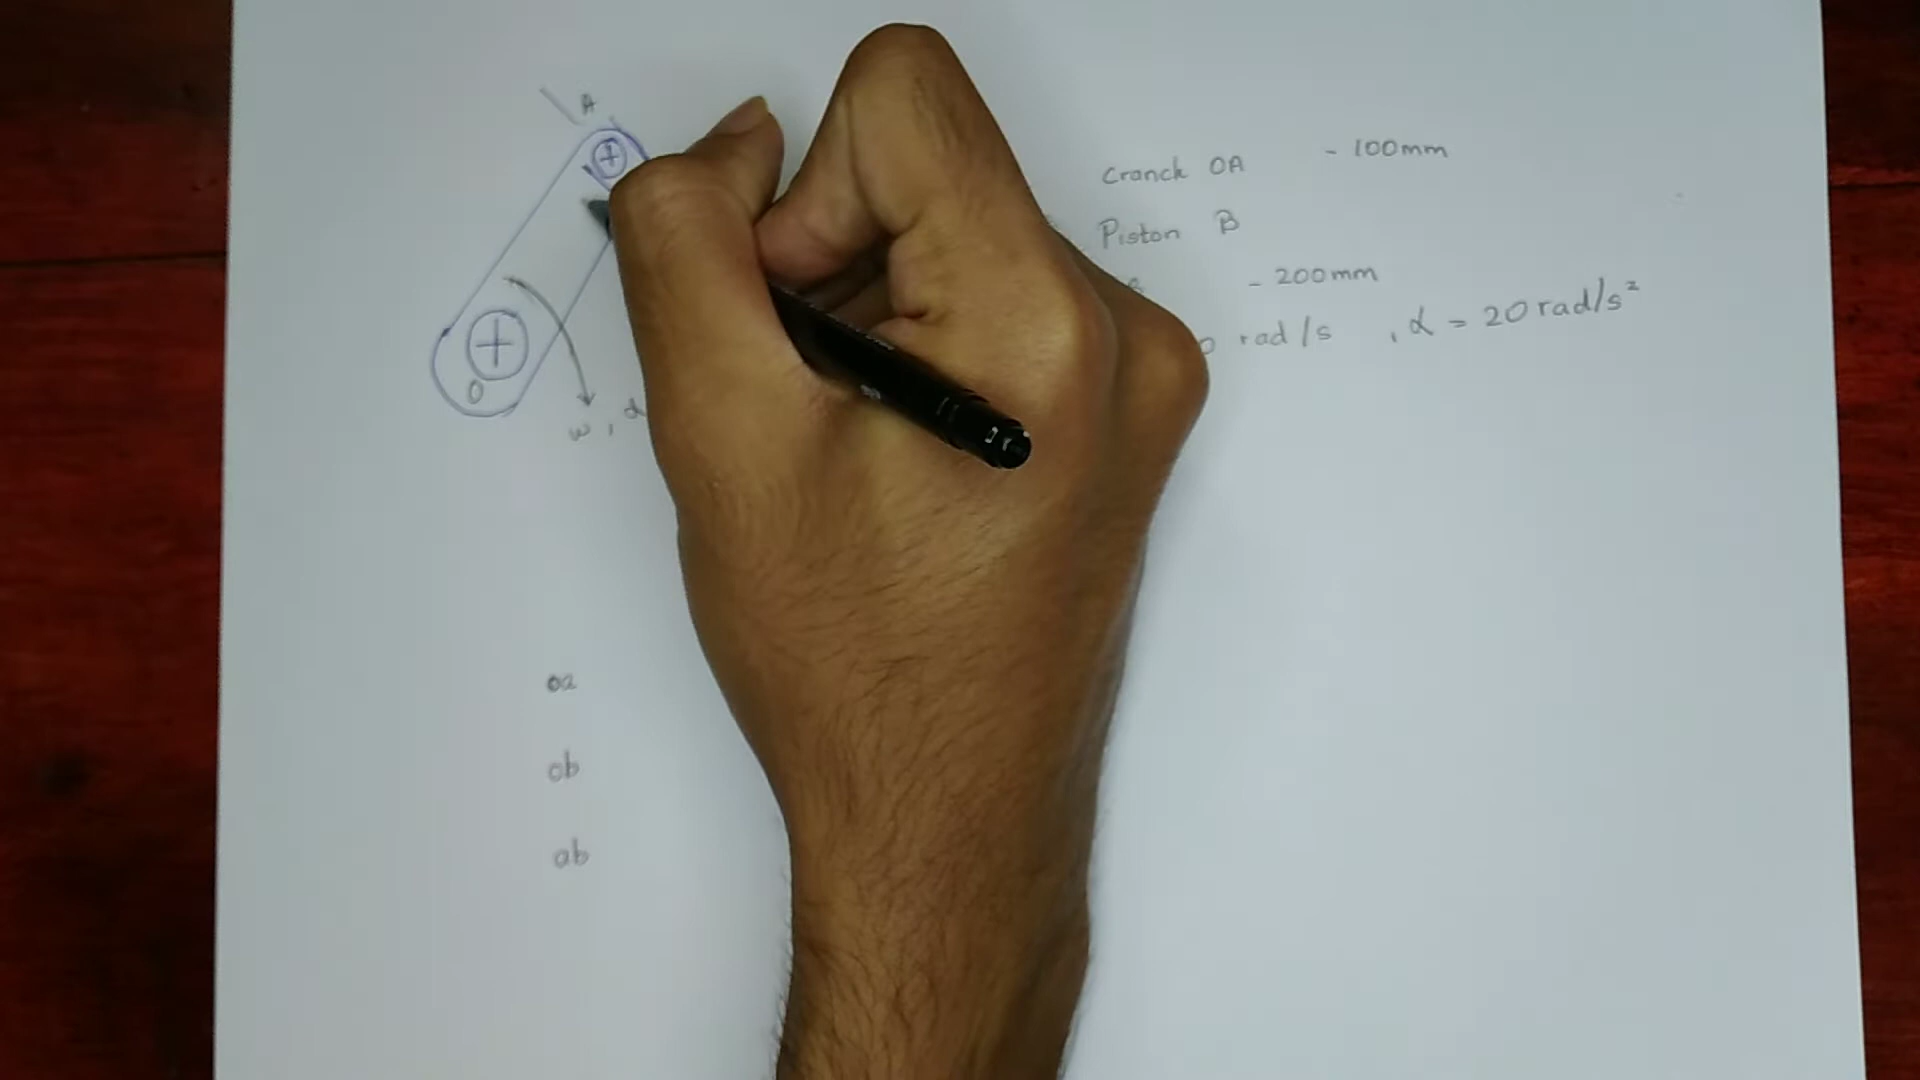 A
O
w, α
Cranck OA - 100mm
Piston B
- 200mm
rad/s , α = 20 rad/s²
oa
ob
ab